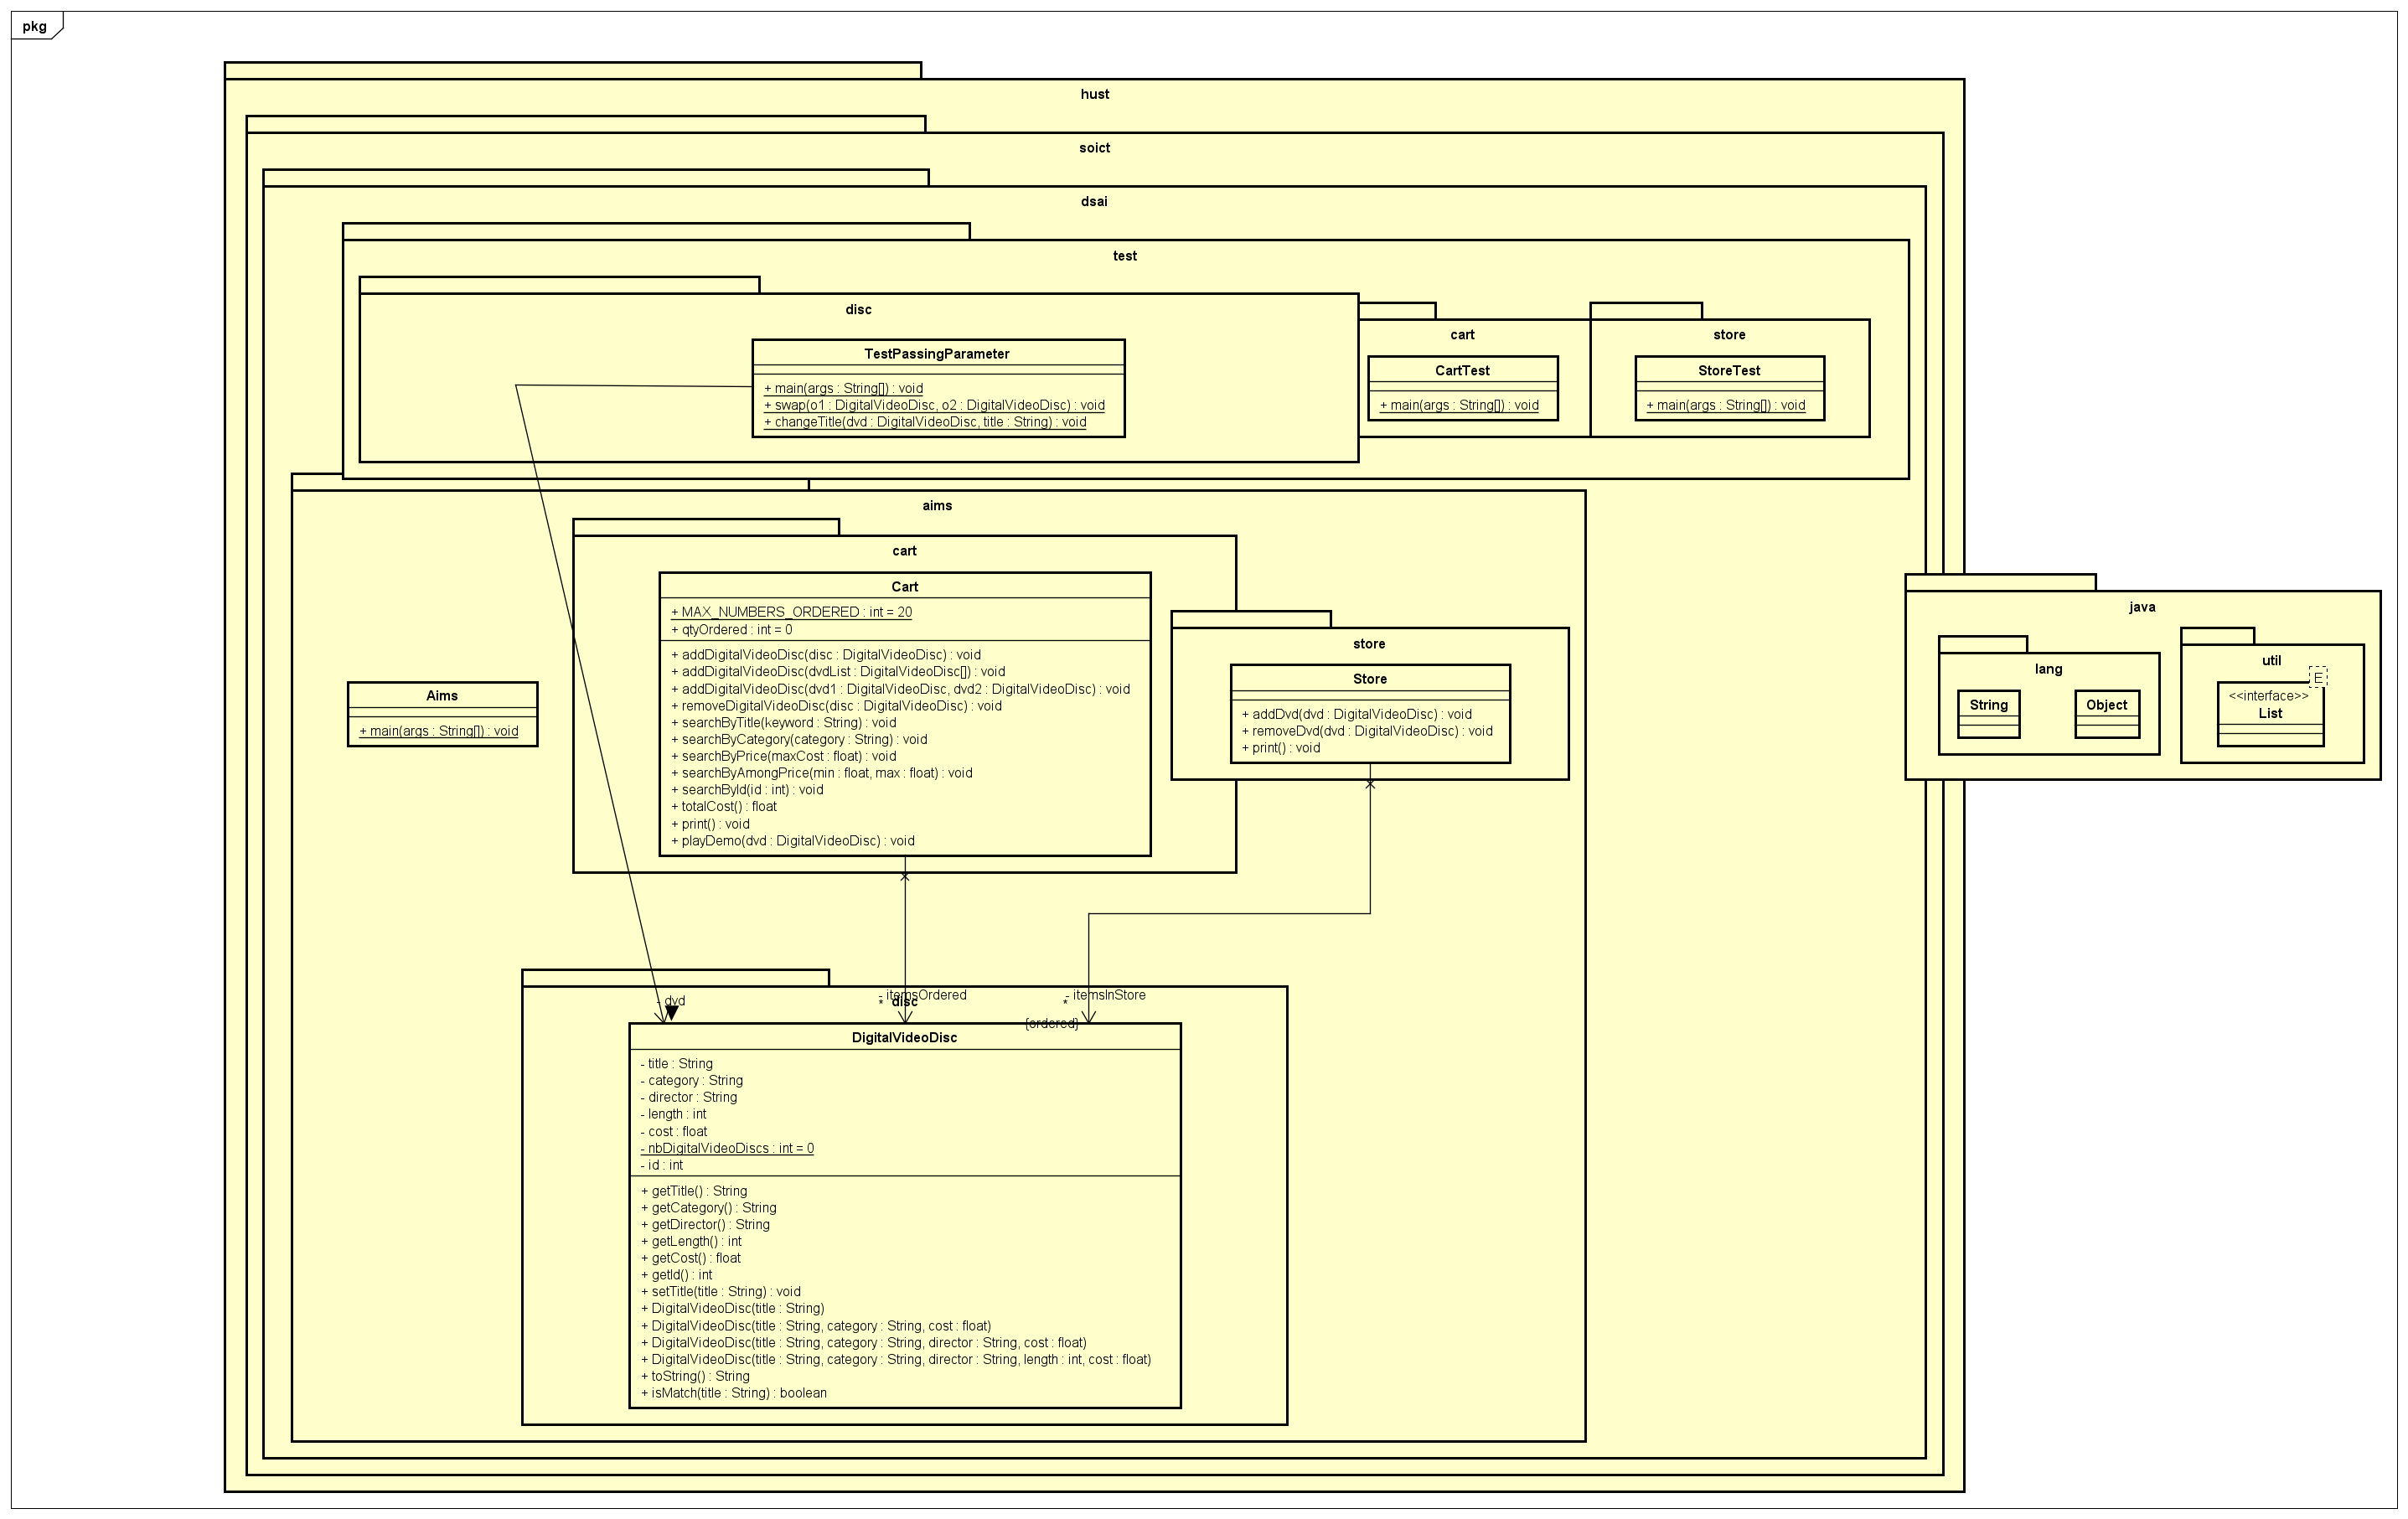 pkg
hust
soict
dsai
test
disc
TestPassingParameter
+ main(args : String[]) : void
+ swap(o1 : DigitalVideoDisc, o2 : DigitalVideoDisc) : void
+ changeTitle(dvd : DigitalVideoDisc, title : String) : void
cart
CartTest
+ main(args : String[]) : void
store
StoreTest
+ main(args : String[]) : void
aims
Aims
+ main(args : String[]) : void
cart
Cart
+ MAX_NUMBERS_ORDERED : int = 20
+ qtyOrdered : int = 0
+ addDigitalVideoDisc(disc : DigitalVideoDisc) : void
+ addDigitalVideoDisc(dvdList : DigitalVideoDisc[]) : void
+ addDigitalVideoDisc(dvd1 : DigitalVideoDisc, dvd2 : DigitalVideoDisc) : void
+ removeDigitalVideoDisc(disc : DigitalVideoDisc) : void
+ searchByTitle(keyword : String) : void
+ searchByCategory(category : String) : void
+ searchByPrice(maxCost : float) : void
+ searchByAmongPrice(min : float, max : float) : void
+ searchById(id : int) : void
+ totalCost() : float
+ print() : void
+ playDemo(dvd : DigitalVideoDisc) : void
store
Store
+ addDvd(dvd : DigitalVideoDisc) : void
+ removeDvd(dvd : DigitalVideoDisc) : void
+ print() : void
java
lang
String
Object
util
E
<<interface>>
List
- dvd
- itemsOrdered
*
disc
- itemsInStore
*
{ordered}
DigitalVideoDisc
- title : String
- category : String
- director : String
- length : int
- cost : float
- nbDigitalVideoDiscs : int = 0
- id : int
+ getTitle() : String
+ getCategory() : String
+ getDirector() : String
+ getLength() : int
+ getCost() : float
+ getId() : int
+ setTitle(title : String) : void
+ DigitalVideoDisc(title : String)
+ DigitalVideoDisc(title : String, category : String, cost : float)
+ DigitalVideoDisc(title : String, category : String, director : String, cost : float)
+ DigitalVideoDisc(title : String, category : String, director : String, length : int, cost : float)
+ toString() : String
+ isMatch(title : String) : boolean